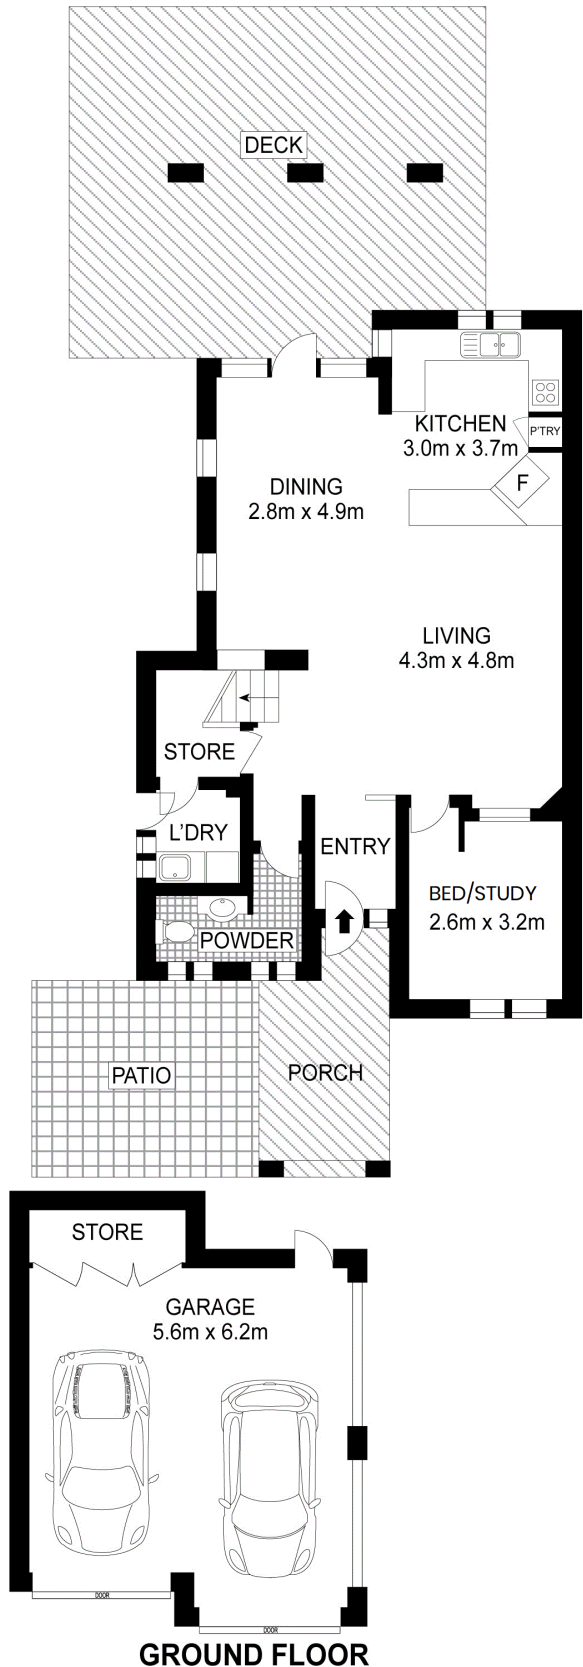 DECK
KITCHEN
3.0m x 3.7m
P'TRY
F
DINING
2.8m x 4.9m
LIVING
4.3m x 4.8m
STORE
L'DRY
ENTRY
BED/STUDY
2.6m x 3.2m
POWDER
PATIO
PORCH
STORE
GARAGE
5.6m x 6.2m
DOOR
DOOR
GROUND FLOOR